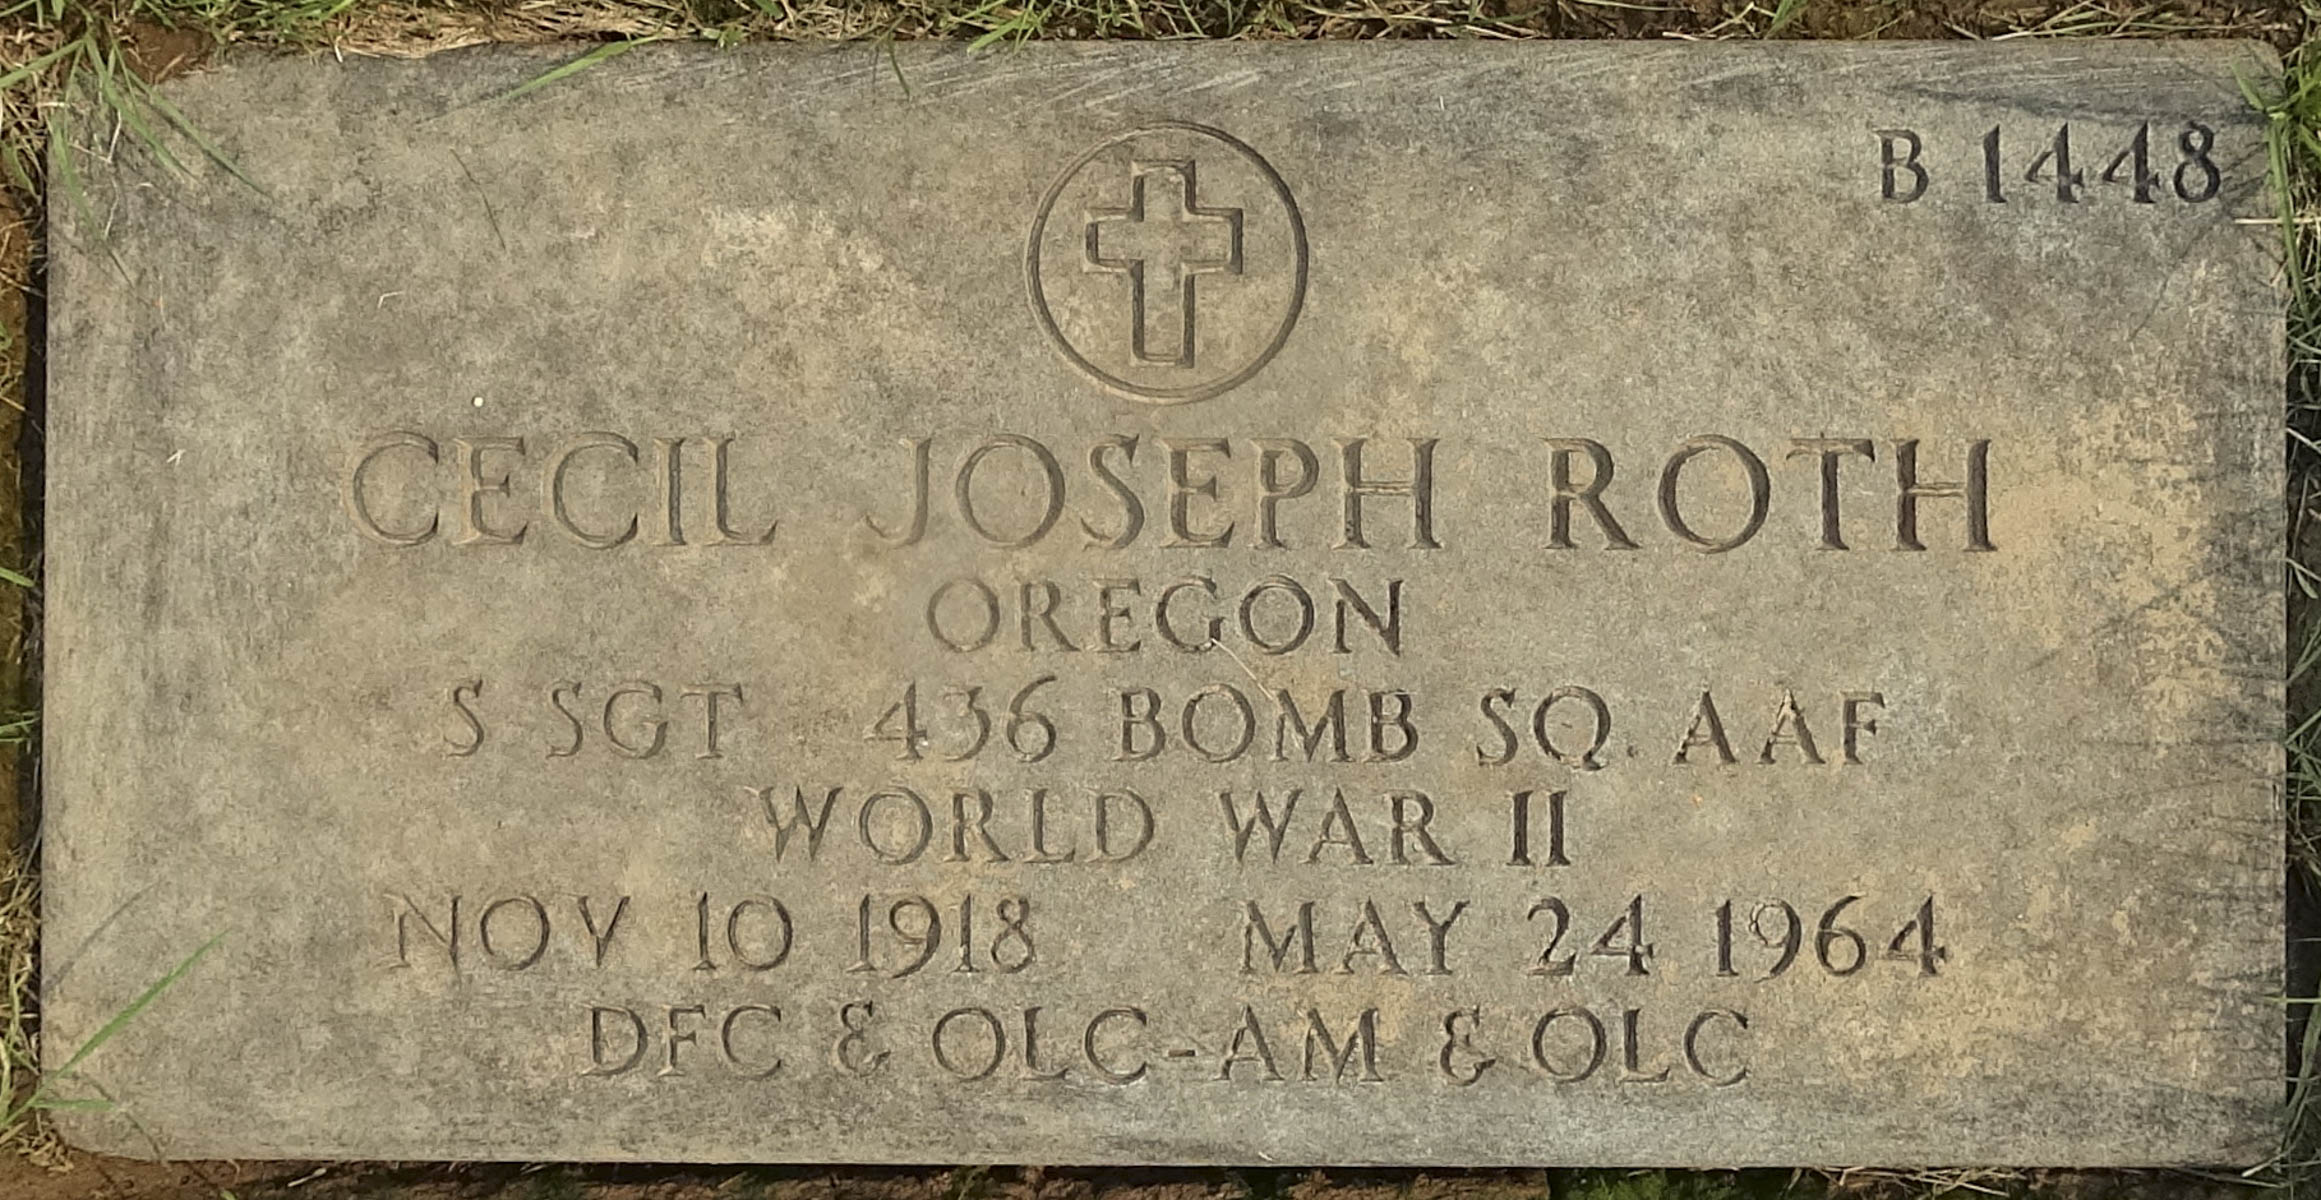 B 1448
CECIL JOSEPH ROTH
OREGON
S SGT 436 BOMB SQ AAF
WORLD WAR II
NOV 10 1918 MAY 24 1964
DFC & OLC-AM & OLC